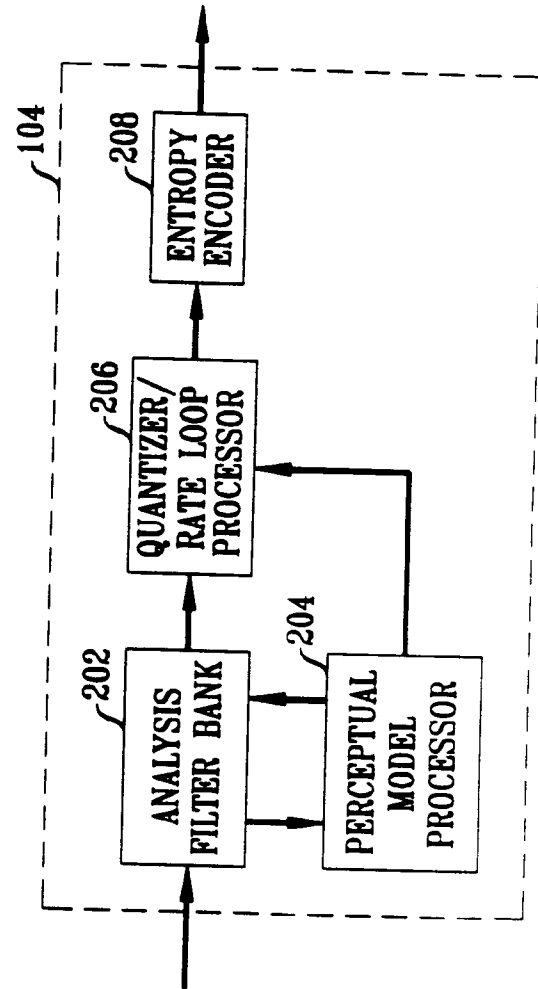 104
202
ANALYSIS
FILTER BANK
204
PERCEPTUAL
MODEL
PROCESSOR
206
QUANTIZER/
RATE LOOP
PROCESSOR
208
ENTROPY
ENCODER